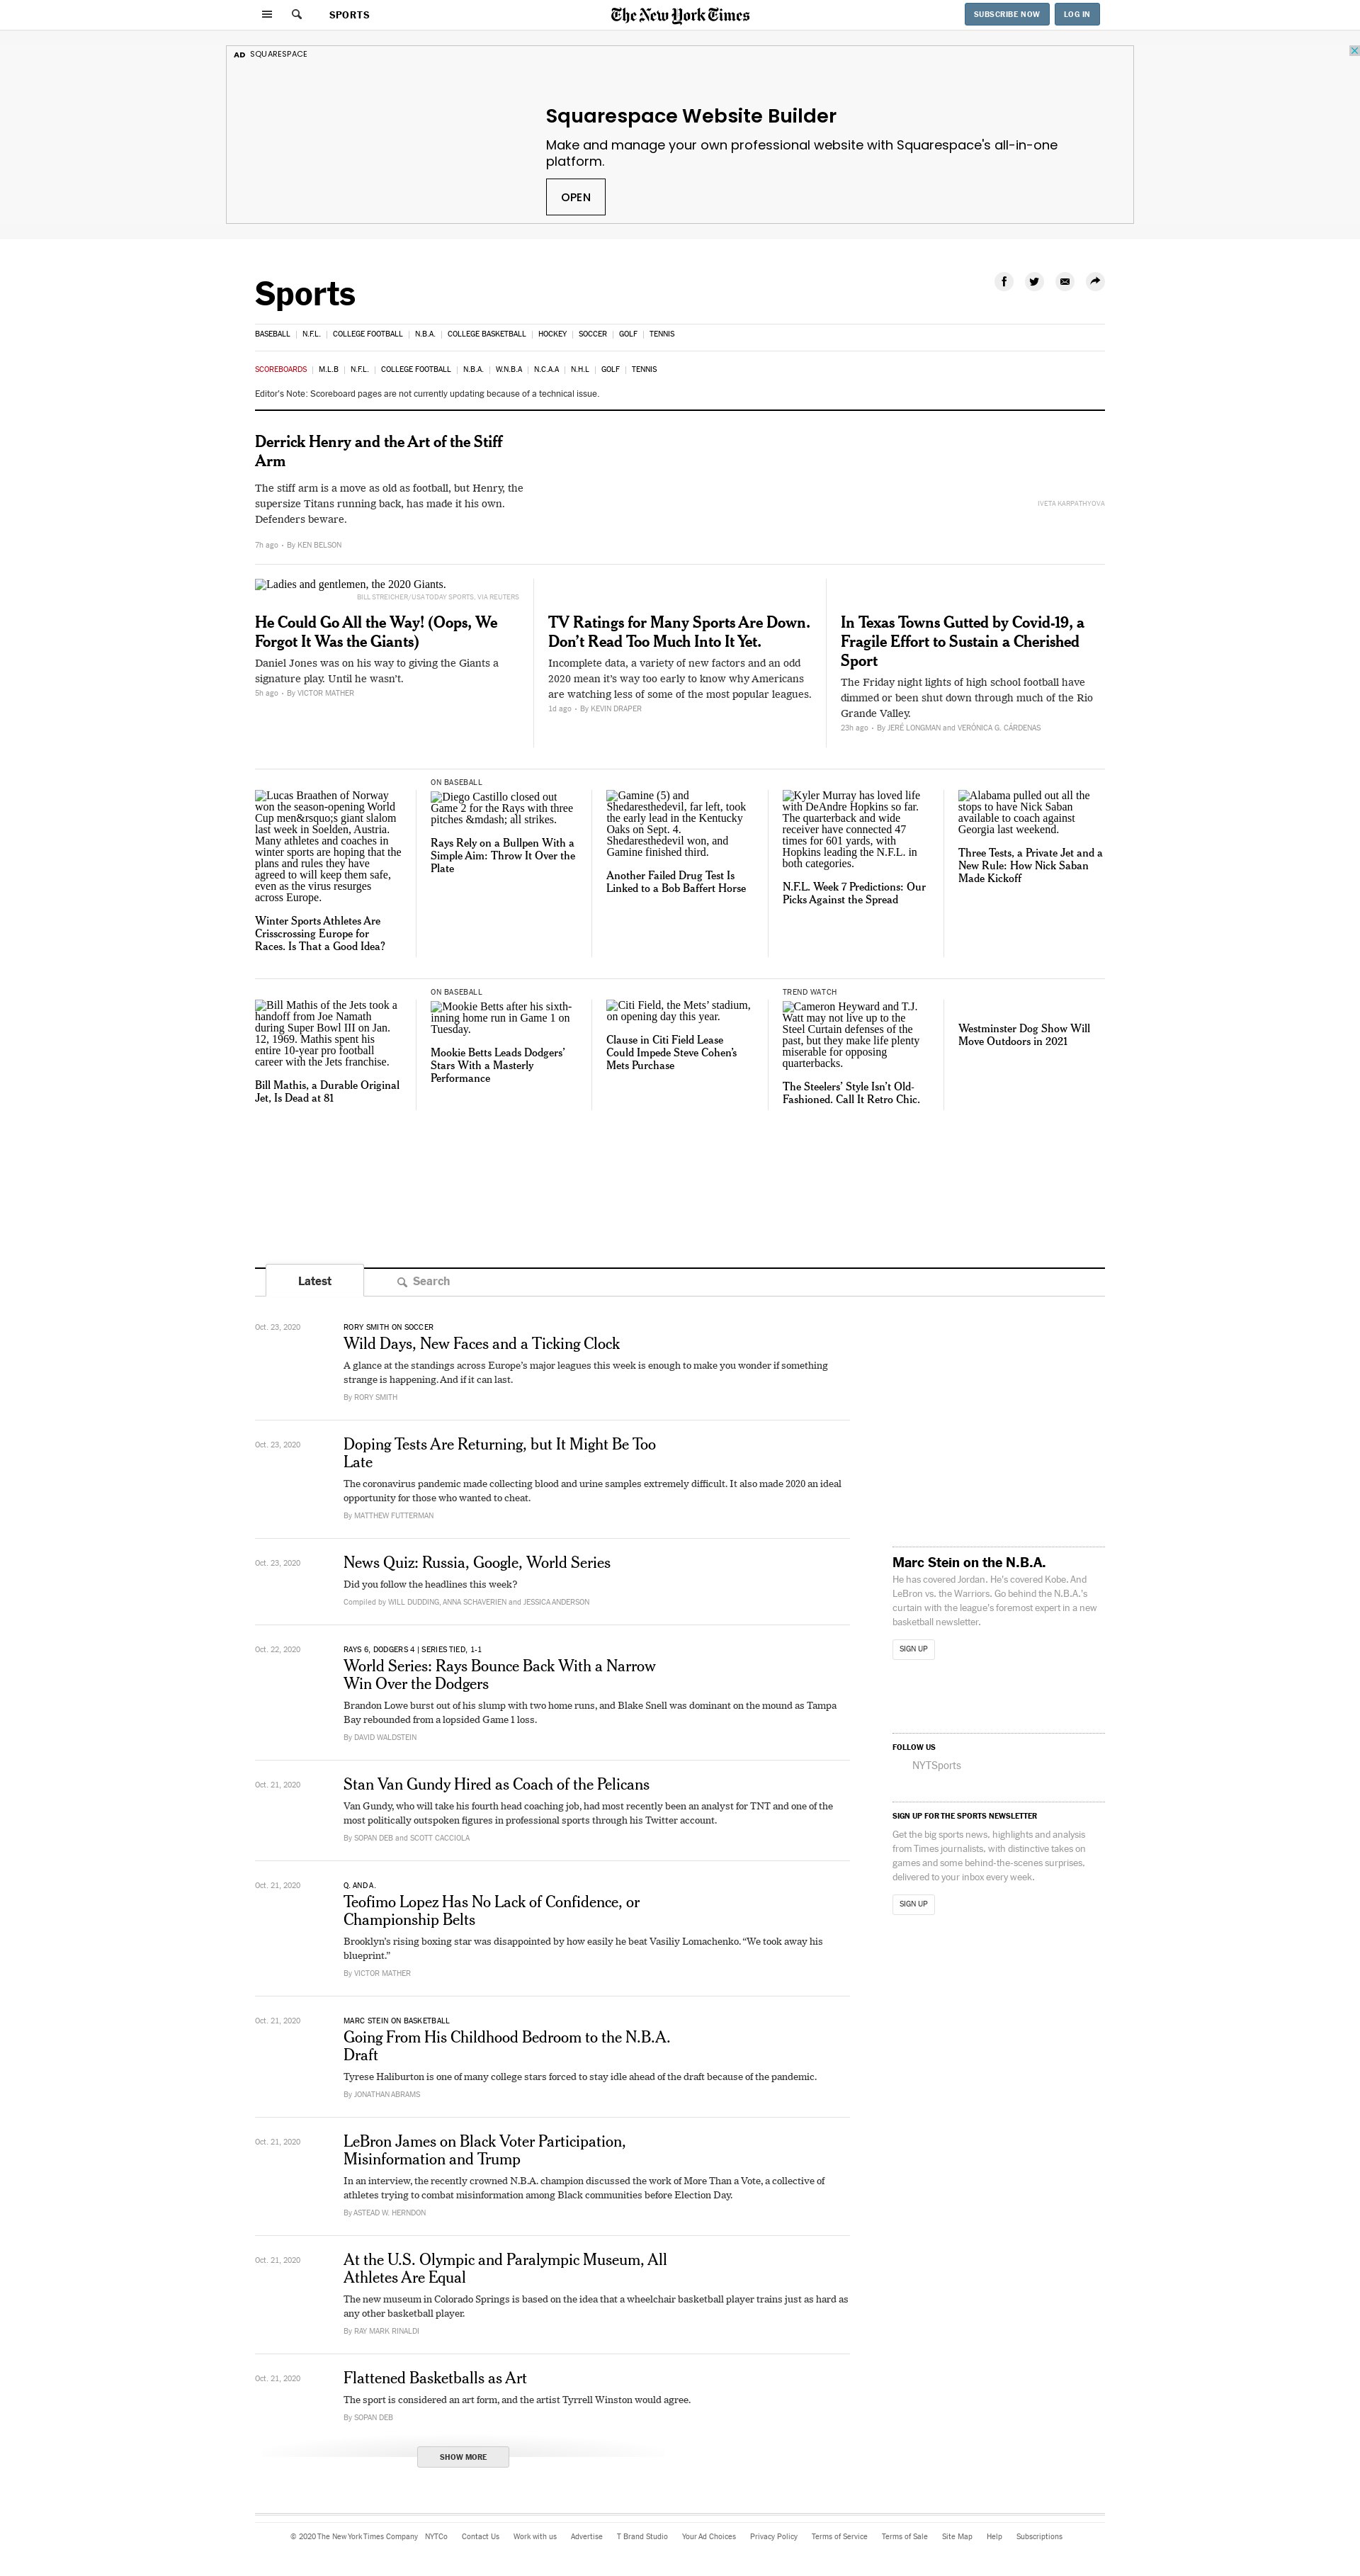 SPORTS
The New York Times
SUBSCRIBE NOW
LOG IN
AD SQUARESPACE
Squarespace Website Builder
Make and manage your own professional website with Squarespace's all-in-one
platform.
OPEN
Sports
BASEBALL | N.F.L. | COLLEGE FOOTBALL | N.B.A. | COLLEGE BASKETBALL | HOCKEY | SOCCER | GOLF | TENNIS
SCOREBOARDS | M.L.B | N.F.L. | COLLEGE FOOTBALL | N.B.A. | W.N.B.A | N.C.A.A | N.H.L | GOLF | TENNIS
Editor's Note: Scoreboard pages are not currently updating because of a technical issue.
Derrick Henry and the Art of the Stiff
Arm
The stiff arm is a move as old as football, but Henry, the
supersize Titans running back, has made it his own.
Defenders beware.
7h ago • By KEN BELSON
IVETA KARPATHYOVA
Ladies and gentlemen, the 2020 Giants.
BILL STREICHER/USA TODAY SPORTS, VIA REUTERS
He Could Go All the Way! (Oops, We
Forgot It Was the Giants)
Daniel Jones was on his way to giving the Giants a
signature play. Until he wasn’t.
5h ago • By VICTOR MATHER
TV Ratings for Many Sports Are Down.
Don’t Read Too Much Into It Yet.
Incomplete data, a variety of new factors and an odd
2020 mean it’s way too early to know why Americans
are watching less of some of the most popular leagues.
1d ago • By KEVIN DRAPER
In Texas Towns Gutted by Covid-19, a
Fragile Effort to Sustain a Cherished
Sport
The Friday night lights of high school football have
dimmed or been shut down through much of the Rio
Grande Valley.
23h ago • By JERÉ LONGMAN and VERÓNICA G. CÁRDENAS
Lucas Braathen of Norway
won the season-opening World
Cup men&rsquo;s giant slalom
last week in Soelden, Austria.
Many athletes and coaches in
winter sports are hoping that the
plans and rules they have
agreed to will keep them safe,
even as the virus resurges
across Europe.
Winter Sports Athletes Are
Crisscrossing Europe for
Races. Is That a Good Idea?
ON BASEBALL
Diego Castillo closed out
Game 2 for the Rays with three
pitches &mdash; all strikes.
Rays Rely on a Bullpen With a
Simple Aim: Throw It Over the
Plate
Gamine (5) and
Shedaresthedevil, far left, took
the early lead in the Kentucky
Oaks on Sept. 4.
Shedaresthedevil won, and
Gamine finished third.
Another Failed Drug Test Is
Linked to a Bob Baffert Horse
Kyler Murray has loved life
with DeAndre Hopkins so far.
The quarterback and wide
receiver have connected 47
times for 601 yards, with
Hopkins leading the N.F.L. in
both categories.
N.F.L. Week 7 Predictions: Our
Picks Against the Spread
Alabama pulled out all the
stops to have Nick Saban
available to coach against
Georgia last weekend.
Three Tests, a Private Jet and a
New Rule: How Nick Saban
Made Kickoff
Bill Mathis of the Jets took a
handoff from Joe Namath
during Super Bowl III on Jan.
12, 1969. Mathis spent his
entire 10-year pro football
career with the Jets franchise.
Bill Mathis, a Durable Original
Jet, Is Dead at 81
ON BASEBALL
Mookie Betts after his sixth-
inning home run in Game 1 on
Tuesday.
Mookie Betts Leads Dodgers’
Stars With a Masterly
Performance
Citi Field, the Mets’ stadium,
on opening day this year.
Clause in Citi Field Lease
Could Impede Steve Cohen’s
Mets Purchase
TREND WATCH
Cameron Heyward and T.J.
Watt may not live up to the
Steel Curtain defenses of the
past, but they make life plenty
miserable for opposing
quarterbacks.
The Steelers’ Style Isn’t Old-
Fashioned. Call It Retro Chic.
Westminster Dog Show Will
Move Outdoors in 2021
Latest
Search
Oct. 23, 2020
RORY SMITH ON SOCCER
Wild Days, New Faces and a Ticking Clock
A glance at the standings across Europe’s major leagues this week is enough to make you wonder if something
strange is happening. And if it can last.
By RORY SMITH
Oct. 23, 2020
Doping Tests Are Returning, but It Might Be Too
Late
The coronavirus pandemic made collecting blood and urine samples extremely difficult. It also made 2020 an ideal
opportunity for those who wanted to cheat.
By MATTHEW FUTTERMAN
Oct. 23, 2020
News Quiz: Russia, Google, World Series
Did you follow the headlines this week?
Compiled by WILL DUDDING, ANNA SCHAVERIEN and JESSICA ANDERSON
Oct. 22, 2020
RAYS 6, DODGERS 4 | SERIES TIED, 1-1
World Series: Rays Bounce Back With a Narrow
Win Over the Dodgers
Brandon Lowe burst out of his slump with two home runs, and Blake Snell was dominant on the mound as Tampa
Bay rebounded from a lopsided Game 1 loss.
By DAVID WALDSTEIN
Oct. 21, 2020
Stan Van Gundy Hired as Coach of the Pelicans
Van Gundy, who will take his fourth head coaching job, had most recently been an analyst for TNT and one of the
most politically outspoken figures in professional sports through his Twitter account.
By SOPAN DEB and SCOTT CACCIOLA
Oct. 21, 2020
Q. AND A.
Teofimo Lopez Has No Lack of Confidence, or
Championship Belts
Brooklyn’s rising boxing star was disappointed by how easily he beat Vasiliy Lomachenko. “We took away his
blueprint.”
By VICTOR MATHER
Oct. 21, 2020
MARC STEIN ON BASKETBALL
Going From His Childhood Bedroom to the N.B.A.
Draft
Tyrese Haliburton is one of many college stars forced to stay idle ahead of the draft because of the pandemic.
By JONATHAN ABRAMS
Oct. 21, 2020
LeBron James on Black Voter Participation,
Misinformation and Trump
In an interview, the recently crowned N.B.A. champion discussed the work of More Than a Vote, a collective of
athletes trying to combat misinformation among Black communities before Election Day.
By ASTEAD W. HERNDON
Oct. 21, 2020
At the U.S. Olympic and Paralympic Museum, All
Athletes Are Equal
The new museum in Colorado Springs is based on the idea that a wheelchair basketball player trains just as hard as
any other basketball player.
By RAY MARK RINALDI
Oct. 21, 2020
Flattened Basketballs as Art
The sport is considered an art form, and the artist Tyrrell Winston would agree.
By SOPAN DEB
SHOW MORE
Marc Stein on the N.B.A.
He has covered Jordan. He’s covered Kobe. And
LeBron vs. the Warriors. Go behind the N.B.A.’s
curtain with the league’s foremost expert in a new
basketball newsletter.
SIGN UP
FOLLOW US
NYTSports
SIGN UP FOR THE SPORTS NEWSLETTER
Get the big sports news, highlights and analysis
from Times journalists, with distinctive takes on
games and some behind-the-scenes surprises,
delivered to your inbox every week.
SIGN UP
© 2020 The New York Times Company NYTCo Contact Us Work with us Advertise T Brand Studio Your Ad Choices Privacy Policy Terms of Service Terms of Sale Site Map Help Subscriptions